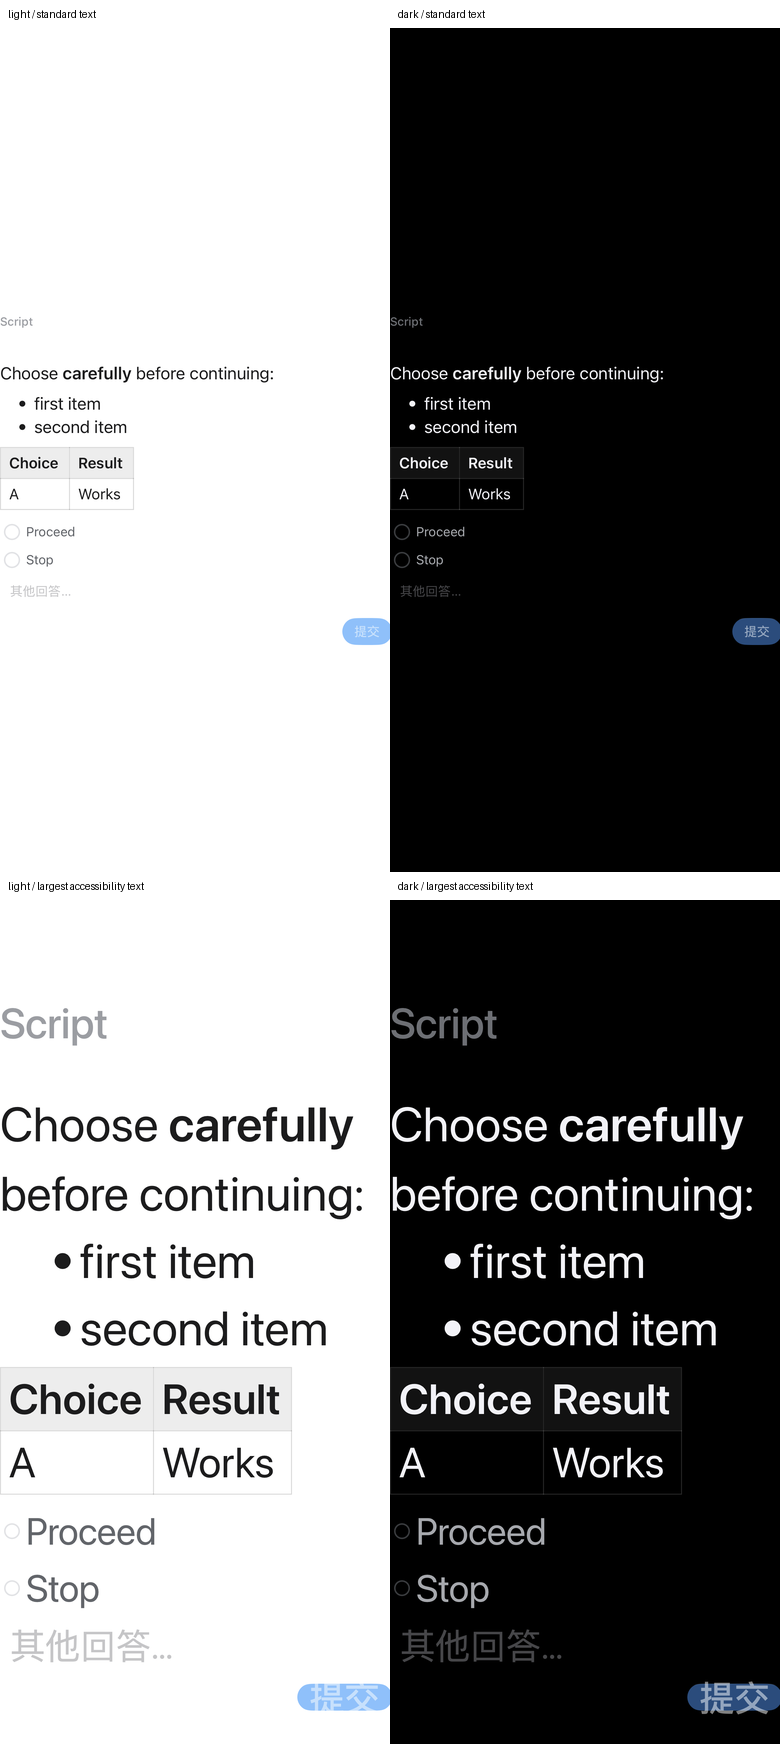 light / standard text
Script
Choose carefully before continuing:
• first item
• second item
Choice Result
A Works
Proceed
Stop
其他回答...
提交
dark / standard text
Script
Choose carefully before continuing:
• first item
• second item
Choice Result
A Works
Proceed
Stop
其他回答...
提交
light / largest accessibility text
Script
Choose carefully
before continuing:
• first item
• second item
Choice Result
A Works
Proceed
Stop
其他回答...
提交
dark / largest accessibility text
Script
Choose carefully
before continuing:
• first item
• second item
Choice Result
A Works
Proceed
Stop
其他回答...
提交